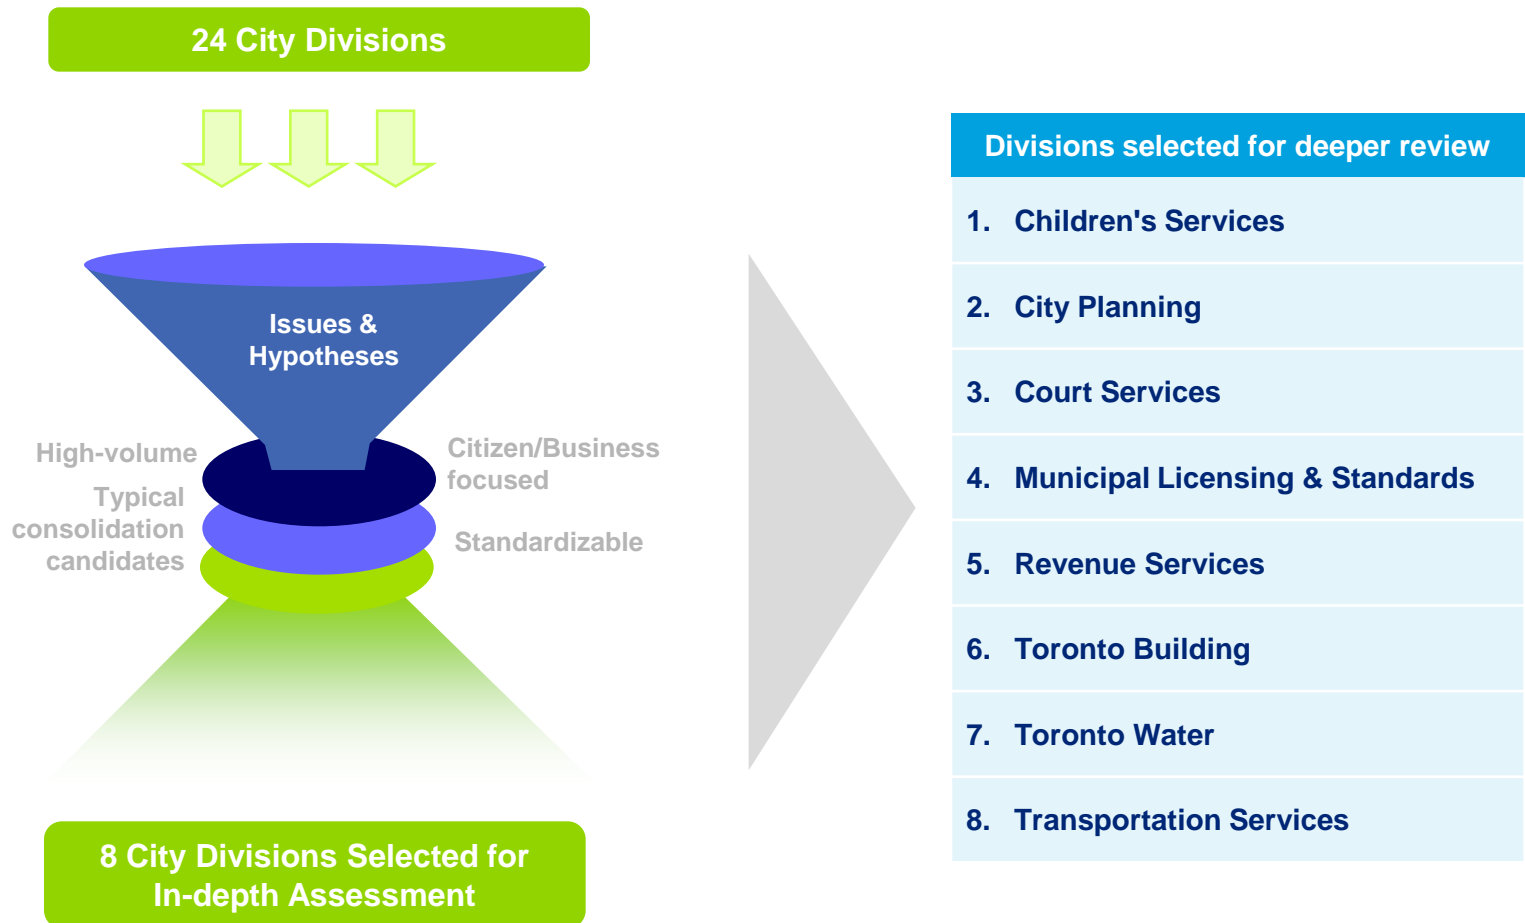 24 City Divisions
Issues &
Hypotheses
High-volume
Typical
consolidation
candidates
Citizen/Business
focused
Standardizable
8 City Divisions Selected for
In-depth Assessment
Divisions selected for deeper review
1. Children's Services
2. City Planning
3. Court Services
4. Municipal Licensing & Standards
5. Revenue Services
6. Toronto Building
7. Toronto Water
8. Transportation Services